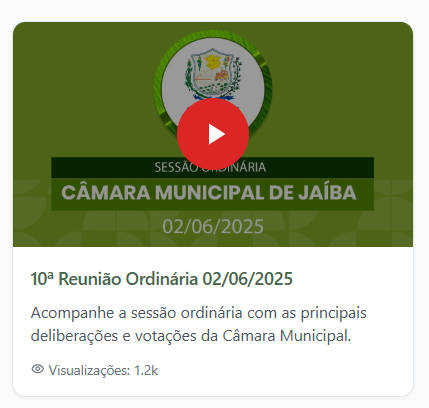 SESSÃO ORDINÁRIA
CÂMARA MUNICIPAL DE JAÍBA
02/06/2025
10ª Reunião Ordinária 02/06/2025
Acompanhe a sessão ordinária com as principais
deliberações e votações da Câmara Municipal.
Visualizações: 1.2k